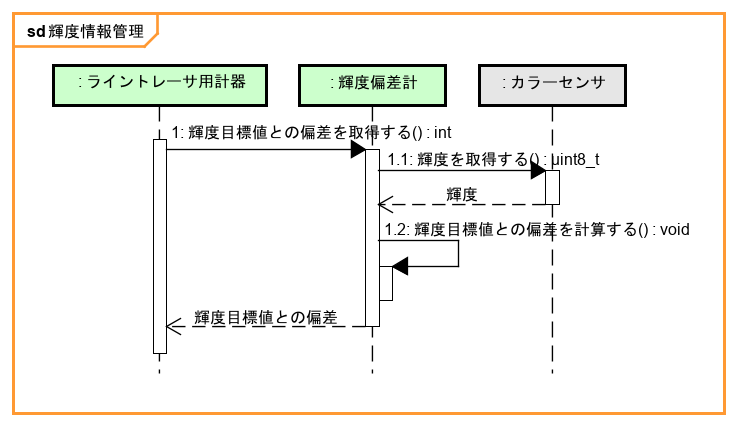 sd 輝度情報管理
: ライントレーサ用計器
: 輝度偏差計
: カラーセンサ
1: 輝度目標値との偏差を取得する() : int
1.1: 輝度を取得する() : uint8_t
輝度
1.2: 輝度目標値との偏差を計算する() : void
輝度目標値との偏差